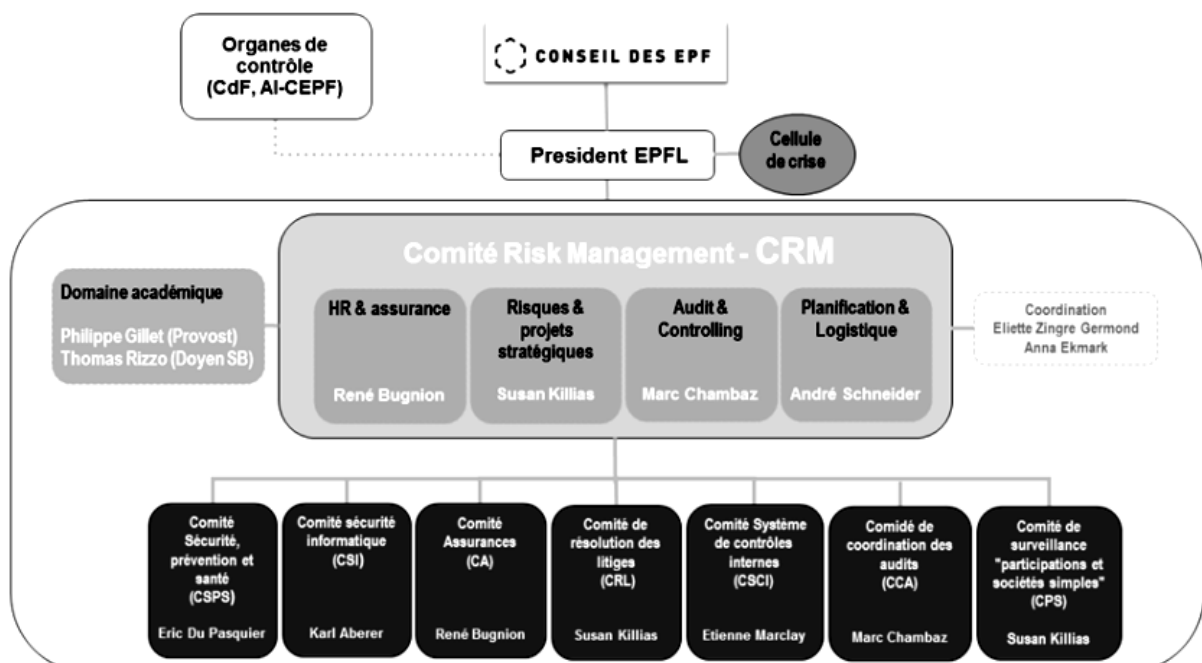 Organes de
contrôle
(CdF, AI-CEPF)
CONSEIL DES EPF
President EPFL
Cellule
de crise
Comité Risk Management - CRM
Domaine académique
Philippe Gillet (Provost)
Thomas Rizzo (Doyen SB)
HR & assurance
René Bugnion
Risques &
projets
stratégiques
Susan Killias
Audit &
Controlling
Marc Chambaz
Planification &
Logistique
André Schneider
Coordination
Eliette Zingre Germond
Anna Ekmark
Comité
Sécurité,
prévention et
santé
(CSPS)
Eric Du Pasquier
Comité sécurité
informatique
(CSI)
Karl Aberer
Comité
Assurances
(CA)
René Bugnion
Comité de
résolution des
litiges
(CRL)
Susan Killias
Comité Système
de contrôles
internes
(CSCI)
Etienne Marclay
Comidé de
coordination des
audits
(CCA)
Marc Chambaz
Comité de
surveillance
"participations et
sociétés simples"
(CPS)
Susan Killias